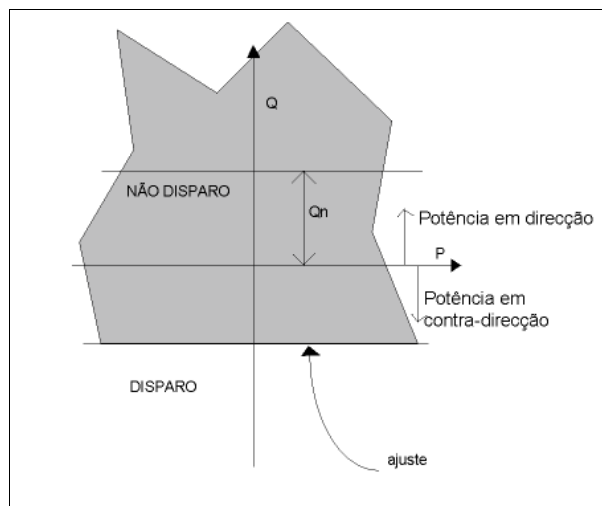 Q
NÃO DISPARO
Qn
Potência em direcção
P
Potência em
contra-direcção
DISPARO
ajuste